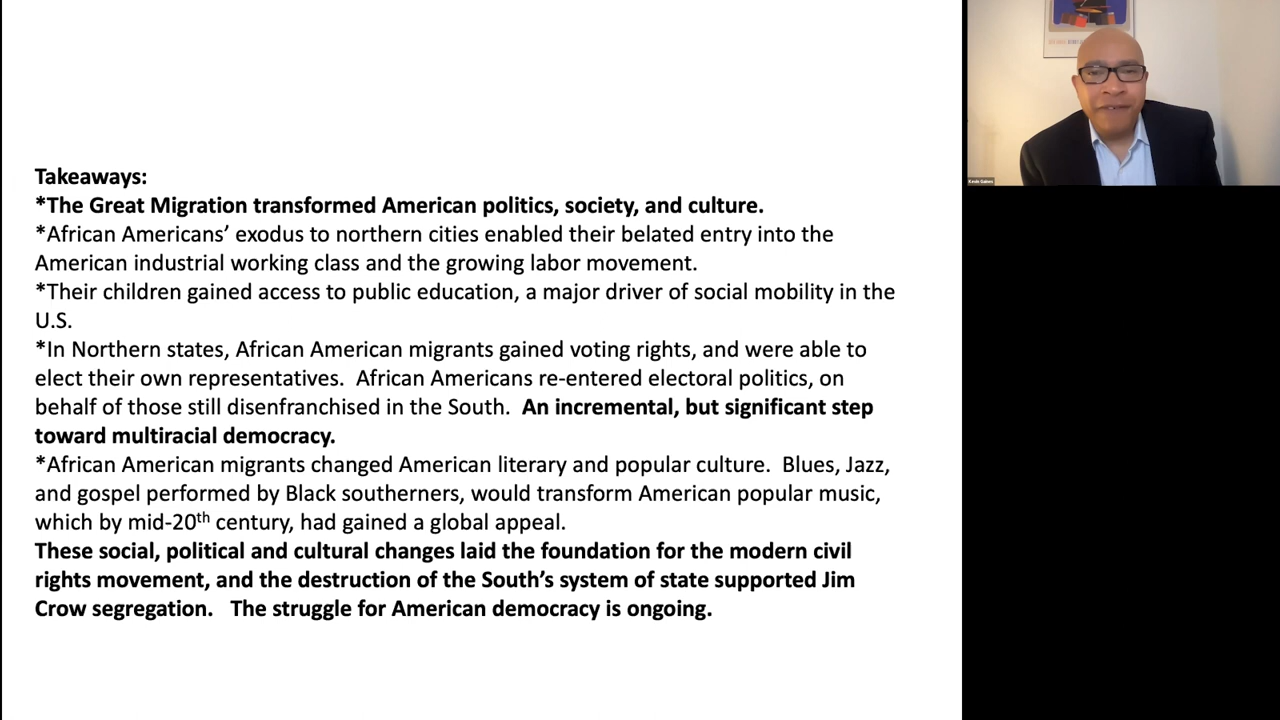 Takeaways:
*The Great Migration transformed American politics, society, and culture.
*African Americans’ exodus to northern cities enabled their belated entry into the
American industrial working class and the growing labor movement.
*Their children gained access to public education, a major driver of social mobility in the
U.S.
*In Northern states, African American migrants gained voting rights, and were able to
elect their own representatives.  African Americans re-entered electoral politics, on
behalf of those still disenfranchised in the South.  An incremental, but significant step
toward multiracial democracy.
*African American migrants changed American literary and popular culture.  Blues, Jazz,
and gospel performed by Black southerners, would transform American popular music,
which by mid-20th century, had gained a global appeal.
These social, political and cultural changes laid the foundation for the modern civil
rights movement, and the destruction of the South’s system of state supported Jim
Crow segregation.   The struggle for American democracy is ongoing.
Kevin Gaines